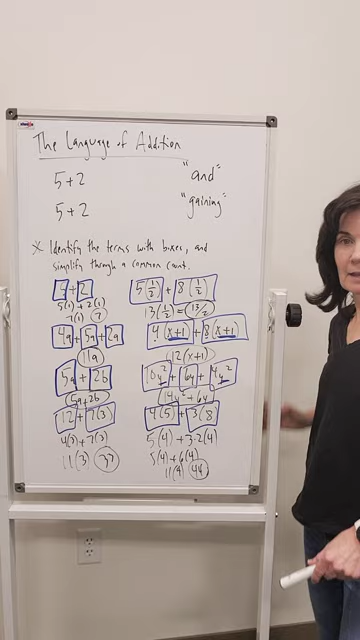 The Language of Addition
5+2 "and"
5+2 "gaining"
* Identify the terms with boxes, and
simplify through a common count.
5 + 2
5(1) + 2(1)
7(1) 7
4a + 5a + 2a
11a
5a + 2b
5a+2b
12 + 7(3)
4(3) + 7(3)
11(3)
5(1/2) + 8(1/2)
13(1/2) = 13/2
4(x+1) + 8(x+1)
12(x+1)
10y² + 6y + 4y²
14y² + 6y
4(5) + 3(8)
5(4) + 3·2(4)
5(4) + 6(4)
11(4) 44